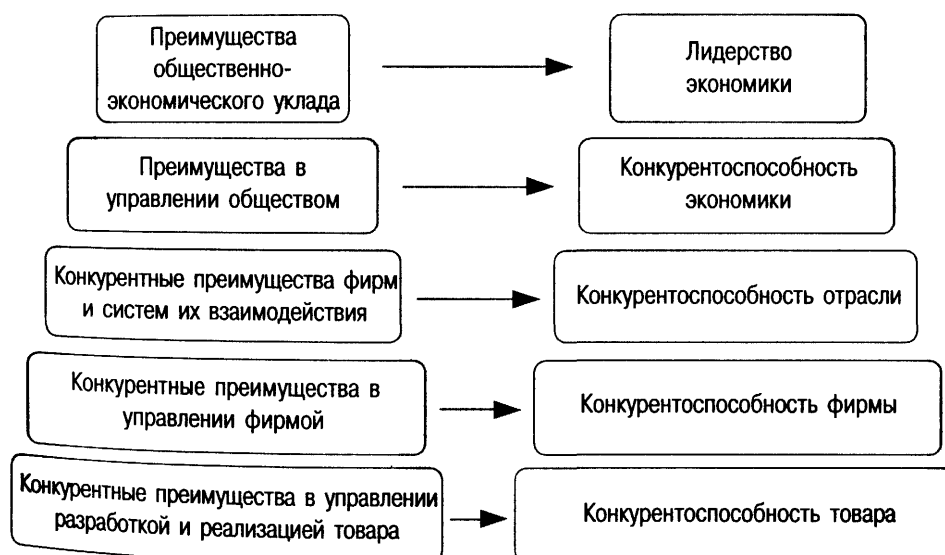 Преимущества
общественно-
экономического уклада
Лидерство
экономики
Преимущества в
управлении обществом
Конкурентоспособность
экономики
Конкурентные преимущества фирм
и систем их взаимодействия
Конкурентоспособность отрасли
Конкурентные преимущества в
управлении фирмой
Конкурентоспособность фирмы
Конкурентные преимущества в управлении
разработкой и реализацией товара
Конкурентоспособность товара